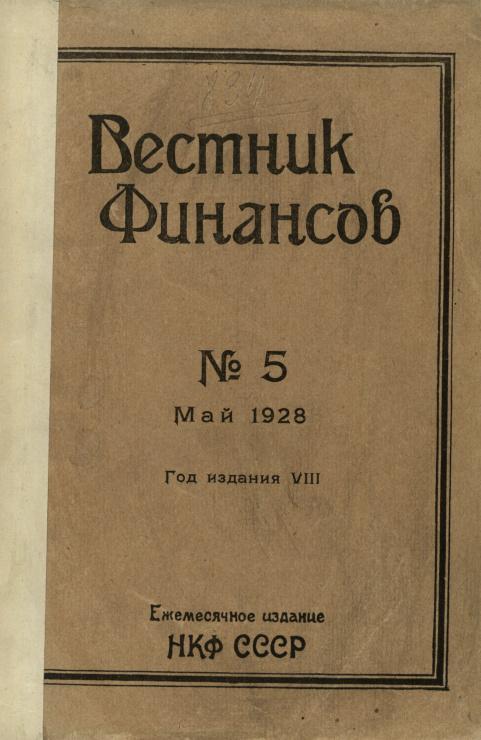 Вестник
Финансов
№ 5
Май 1928
Год издания VIII
Ежемесячное издание
НКФ СССР